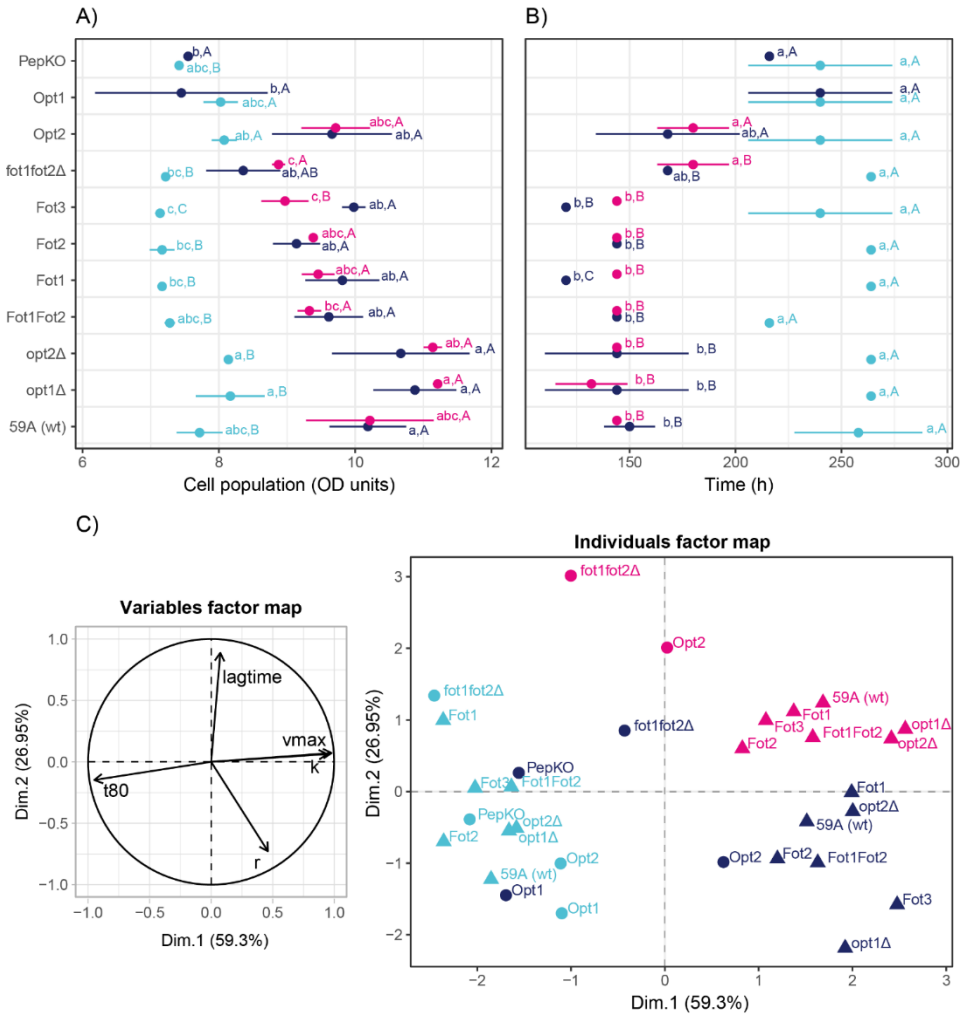 A)
B)
PepKO
Opt1
Opt2
fot1fot2Δ
Fot3
Fot2
Fot1
Fot1Fot2
opt2Δ
opt1Δ
59A (wt)
b,A
abc,B
b,A
abc,A
abc,A
ab,A
ab,A
c,A
ab,AB
bc,B
c,B
ab,A
c,C
abc,A
ab,A
bc,B
abc,A
ab,A
bc,B
bc,A
ab,A
abc,B
ab,A
a,A
a,B
a,A
a,A
a,B
abc,A
a,A
abc,B
6
8
10
12
Cell population (OD units)
a,A
a,A
a,A
a,A
a,A
ab,A
a,A
a,B
ab,B
a,A
b,B
b,B
a,A
b,B
b,B
a,A
b,B
b,C
a,A
b,B
b,B
a,A
b,B
b,B
a,A
b,B
b,B
a,A
b,B
b,B
a,A
150
200
250
300
Time (h)
C)
Variables factor map
1.0
0.5
0.0
−0.5
−1.0
Dim.2 (26.95%)
lagtime
vmax
K
t80
r
−1.0
−0.5
0.0
0.5
1.0
Dim.1 (59.3%)
Individuals factor map
3
2
1
0
−1
−2
Dim.2 (26.95%)
fot1fot2Δ
Opt2
fot1fot2Δ
Fot1
59A (wt)
Fot1
Fot3
opt1Δ
Fot1Fot2
opt2Δ
Fot2
fot1fot2Δ
PepKO
Fot3
Fot1Fot2
Fot1
opt2Δ
PepKO
opt2Δ
opt1Δ
59A (wt)
Fot2
Opt2
Opt2
Fot2
Fot1Fot2
59A (wt)
Opt1
Opt1
Fot3
opt1Δ
−2
−1
0
1
2
3
Dim.1 (59.3%)